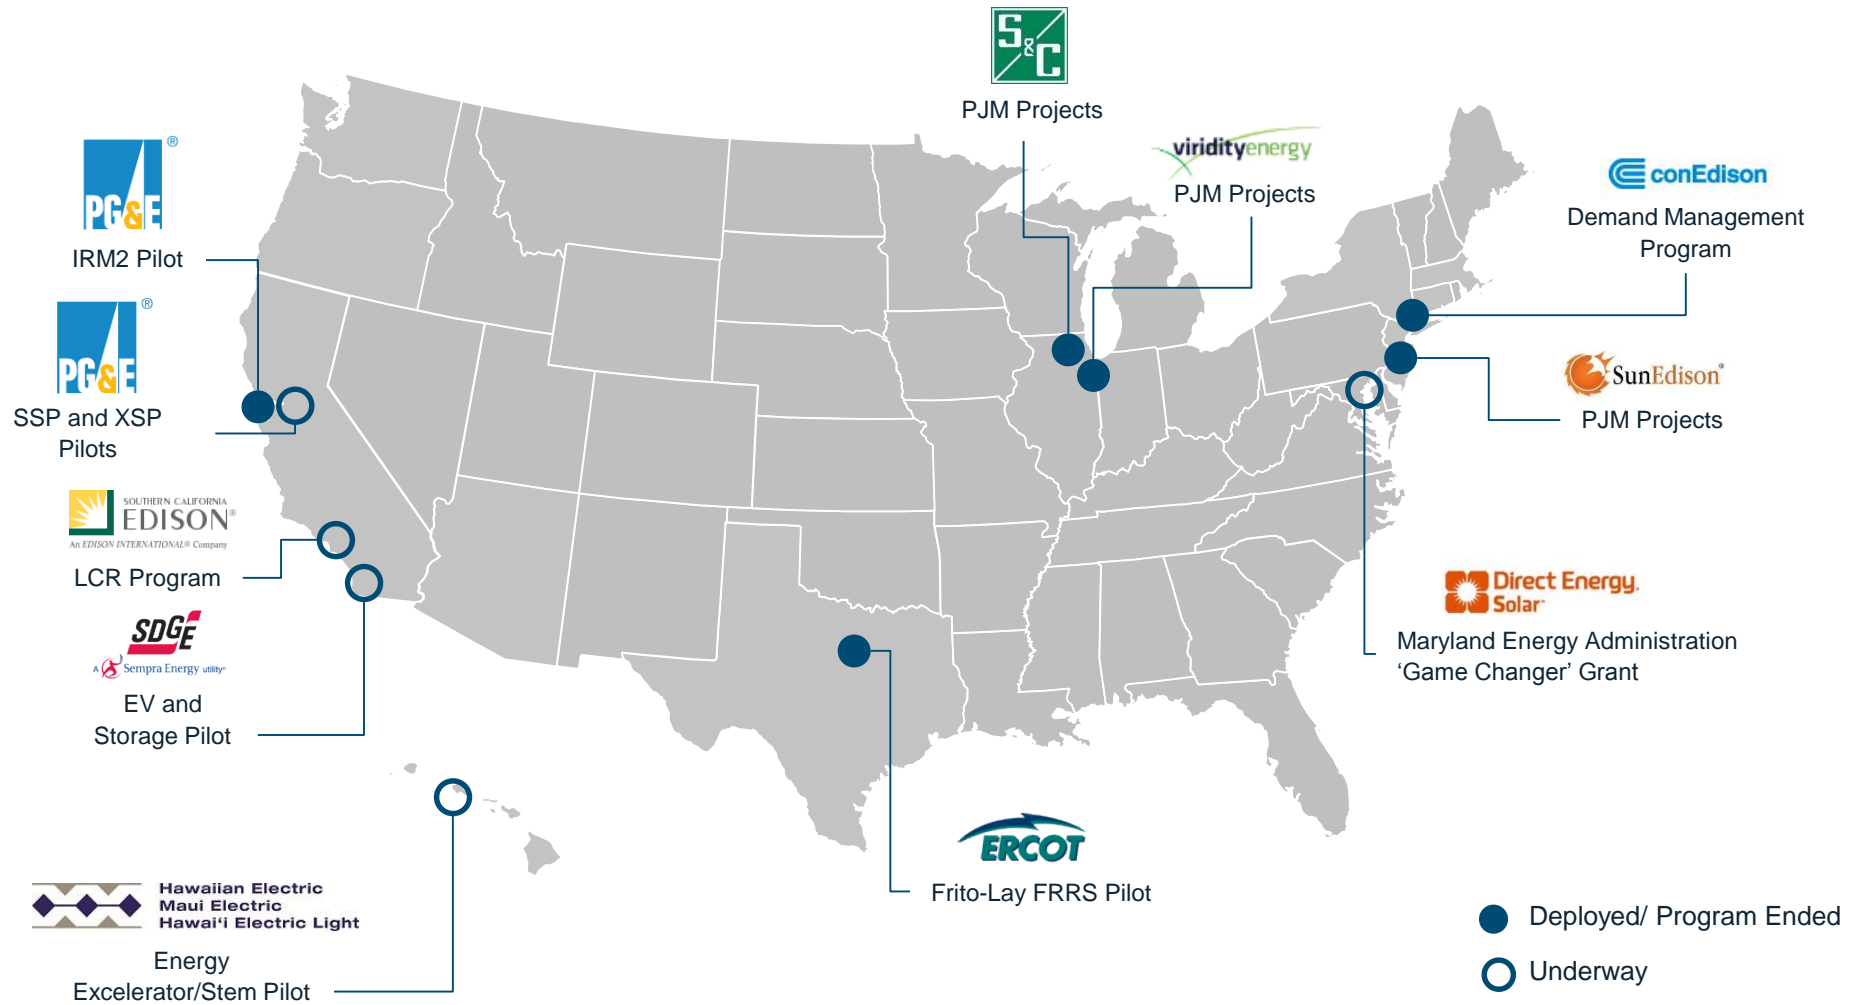 S&C
PJM Projects
viridityenergy
PJM Projects
conEdison
Demand Management
Program
PG&E®
IRM2 Pilot
PG&E®
SSP and XSP
Pilots
SunEdison®
PJM Projects
SOUTHERN CALIFORNIA
EDISON®
An EDISON INTERNATIONAL® Company
LCR Program
Direct Energy.
Solar™
Maryland Energy Administration
‘Game Changer’ Grant
SDGE
A Sempra Energy utility®
EV and
Storage Pilot
ERCOT
Frito-Lay FRRS Pilot
Hawaiian Electric
Maui Electric
Hawai‘i Electric Light
Energy
Excelerator/Stem Pilot
Deployed/ Program Ended
Underway